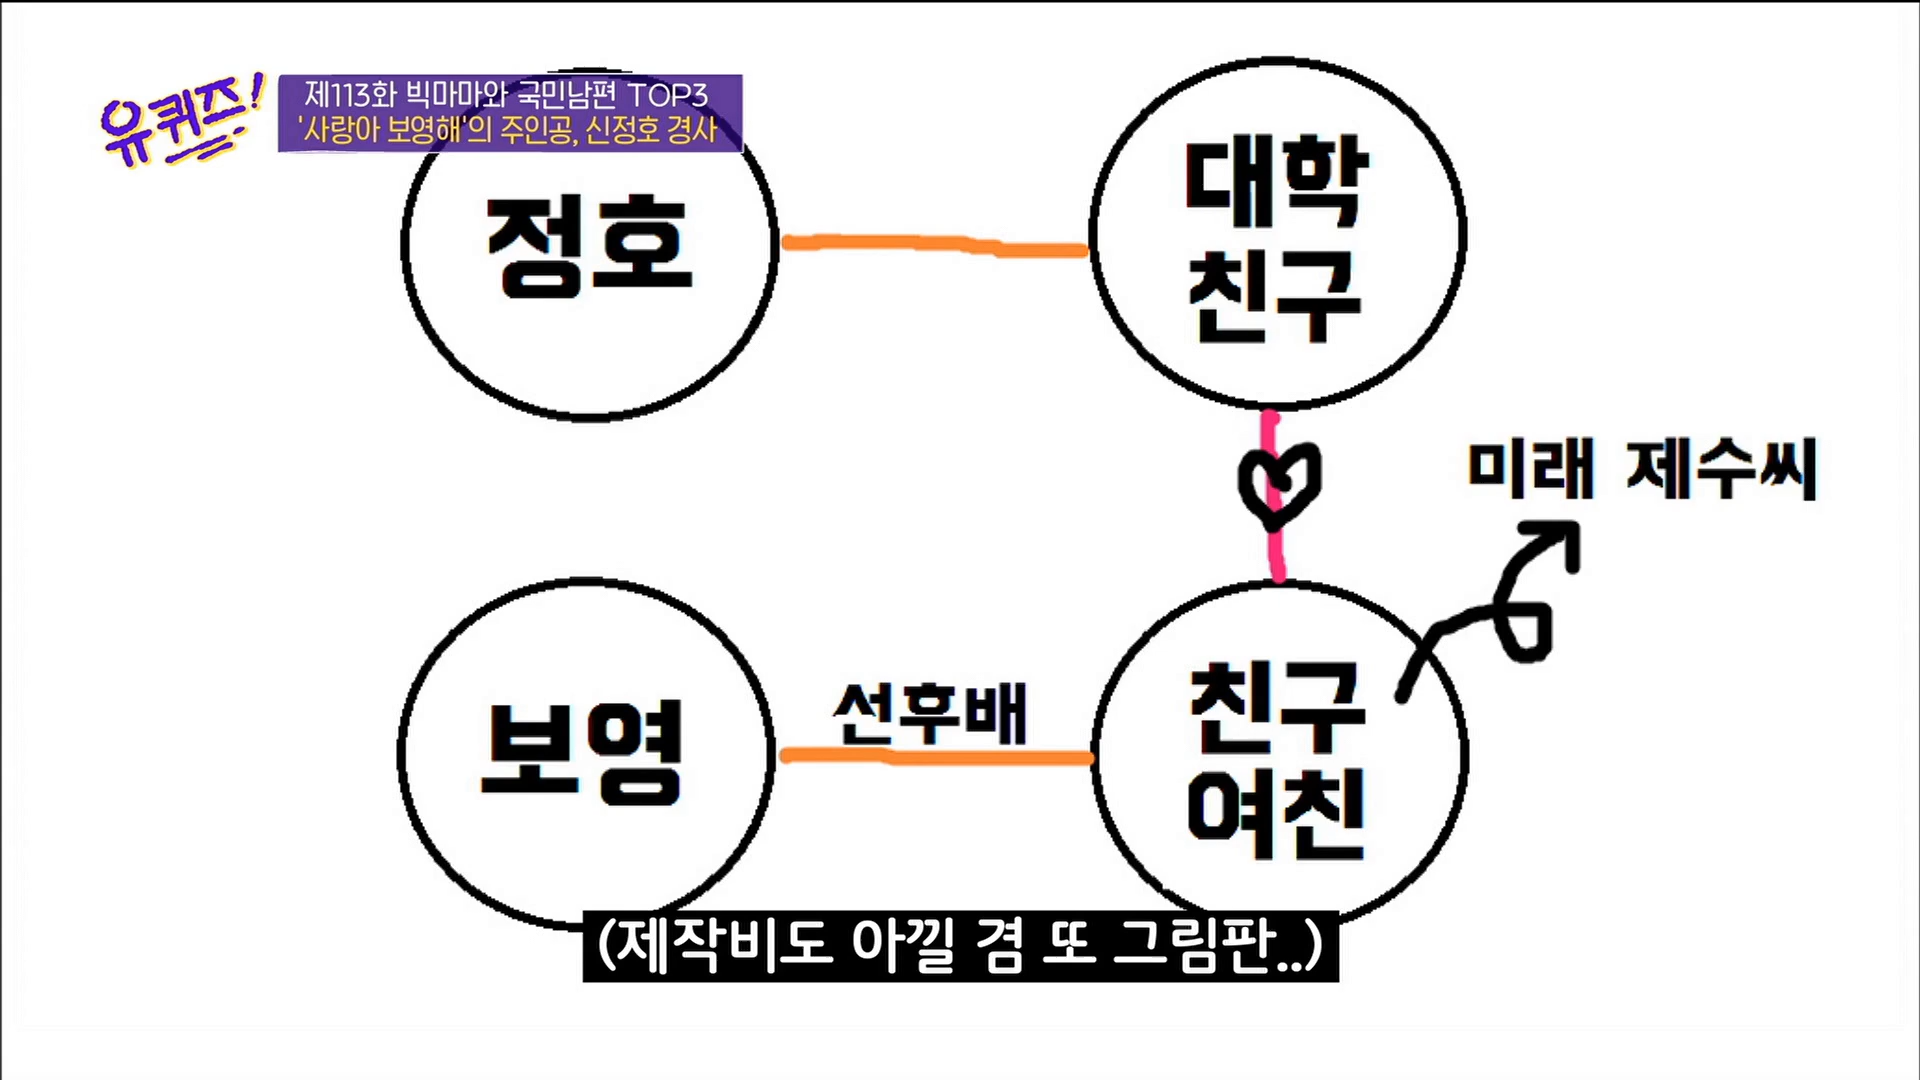 유퀴즈!
제113화 빅마마와 국민남편 TOP3
'사랑아 보영해'의 주인공, 신정호 경사
정호
대학
친구
미래 제수씨
보영
선후배
친구
여친
(제작비도 아낄 겸 또 그림판..)